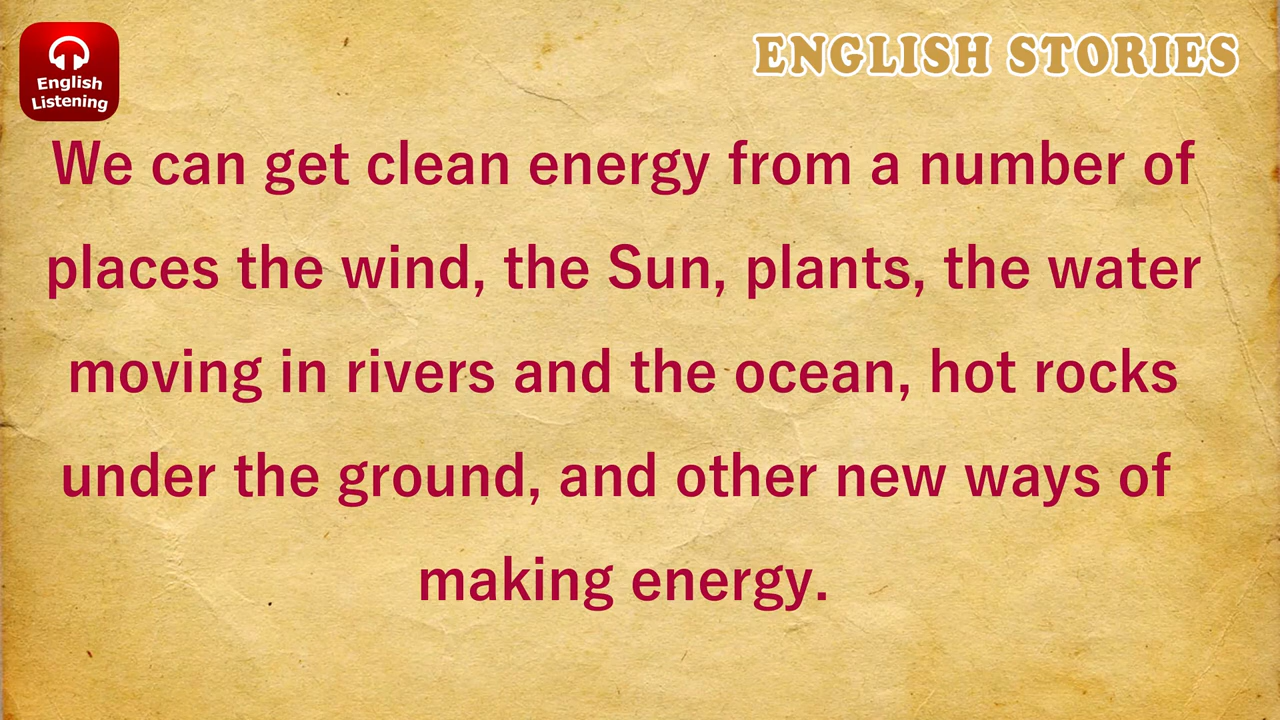 English
Listening
ENGLISH STORIES
We can get clean energy from a number of
places the wind, the Sun, plants, the water
moving in rivers and the ocean, hot rocks
under the ground, and other new ways of
making energy.